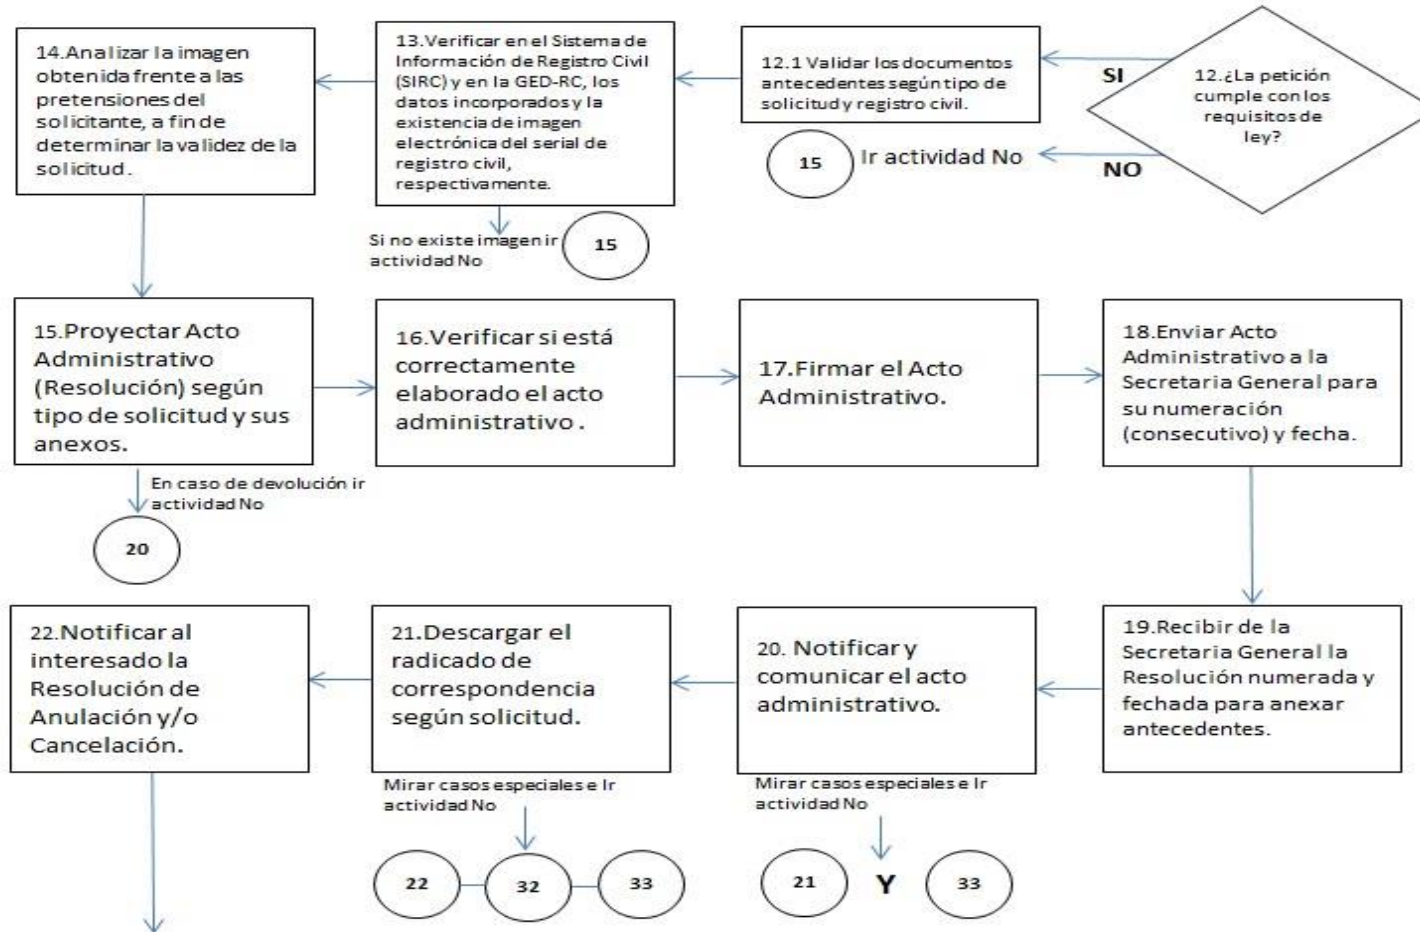 12.¿La petición
cumple con los
requisitos de
ley?
SI
NO
12.1 Validar los documentos
antecedentes según tipo de
solicitud y registro civil.
15
Ir actividad No
13.Verificar en el Sistema de
Información de Registro Civil
(SIRC) y en la GED-RC, los
datos incorporados y la
existencia de imagen
electrónica del serial de
registro civil,
respectivamente.
Si no existe imagen ir
actividad No
15
14.Analizar la imagen
obtenida frente a las
pretensiones del
solicitante, a fin de
determinar la validez de la
solicitud.
15.Proyectar Acto
Administrativo
(Resolución) según
tipo de solicitud y sus
anexos.
En caso de devolución ir
actividad No
20
16.Verificar si está
correctamente
elaborado el acto
administrativo .
17.Firmar el Acto
Administrativo.
18.Enviar Acto
Administrativo a la
Secretaria General para
su numeración
(consecutivo) y fecha.
19.Recibir de la
Secretaria General la
Resolución numerada y
fechada para anexar
antecedentes.
20. Notificar y
comunicar el acto
administrativo.
Mirar casos especiales e Ir
actividad No
21 Y 33
21.Descargar el
radicado de
correspondencia
según solicitud.
Mirar casos especiales e Ir
actividad No
22 32 33
22.Notificar al
interesado la
Resolución de
Anulación y/o
Cancelación.